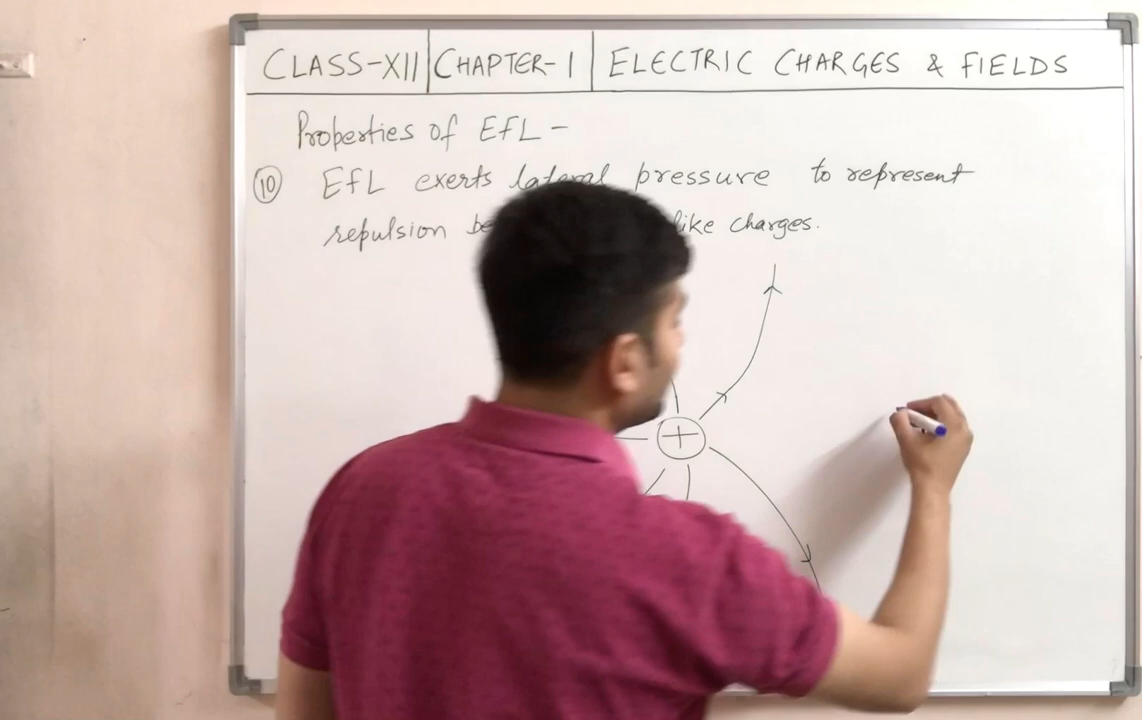 CLASS-XII CHAPTER-1 ELECTRIC CHARGES & FIELDS
Properties of EFL -
10 EFL exerts lateral pressure to represent
repulsion like charges.
+